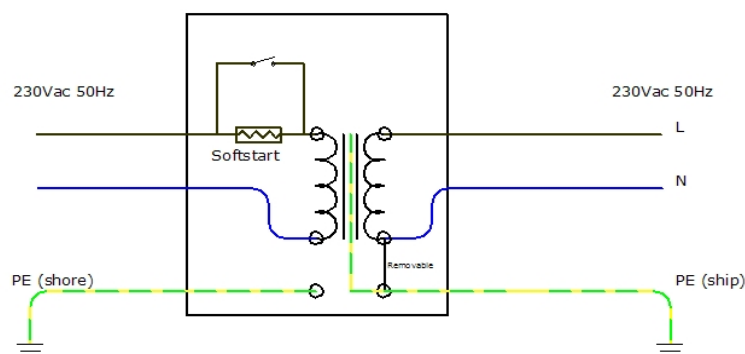 230Vac 50Hz
230Vac 50Hz
L
Softstart
N
Removable
PE (shore)
PE (ship)